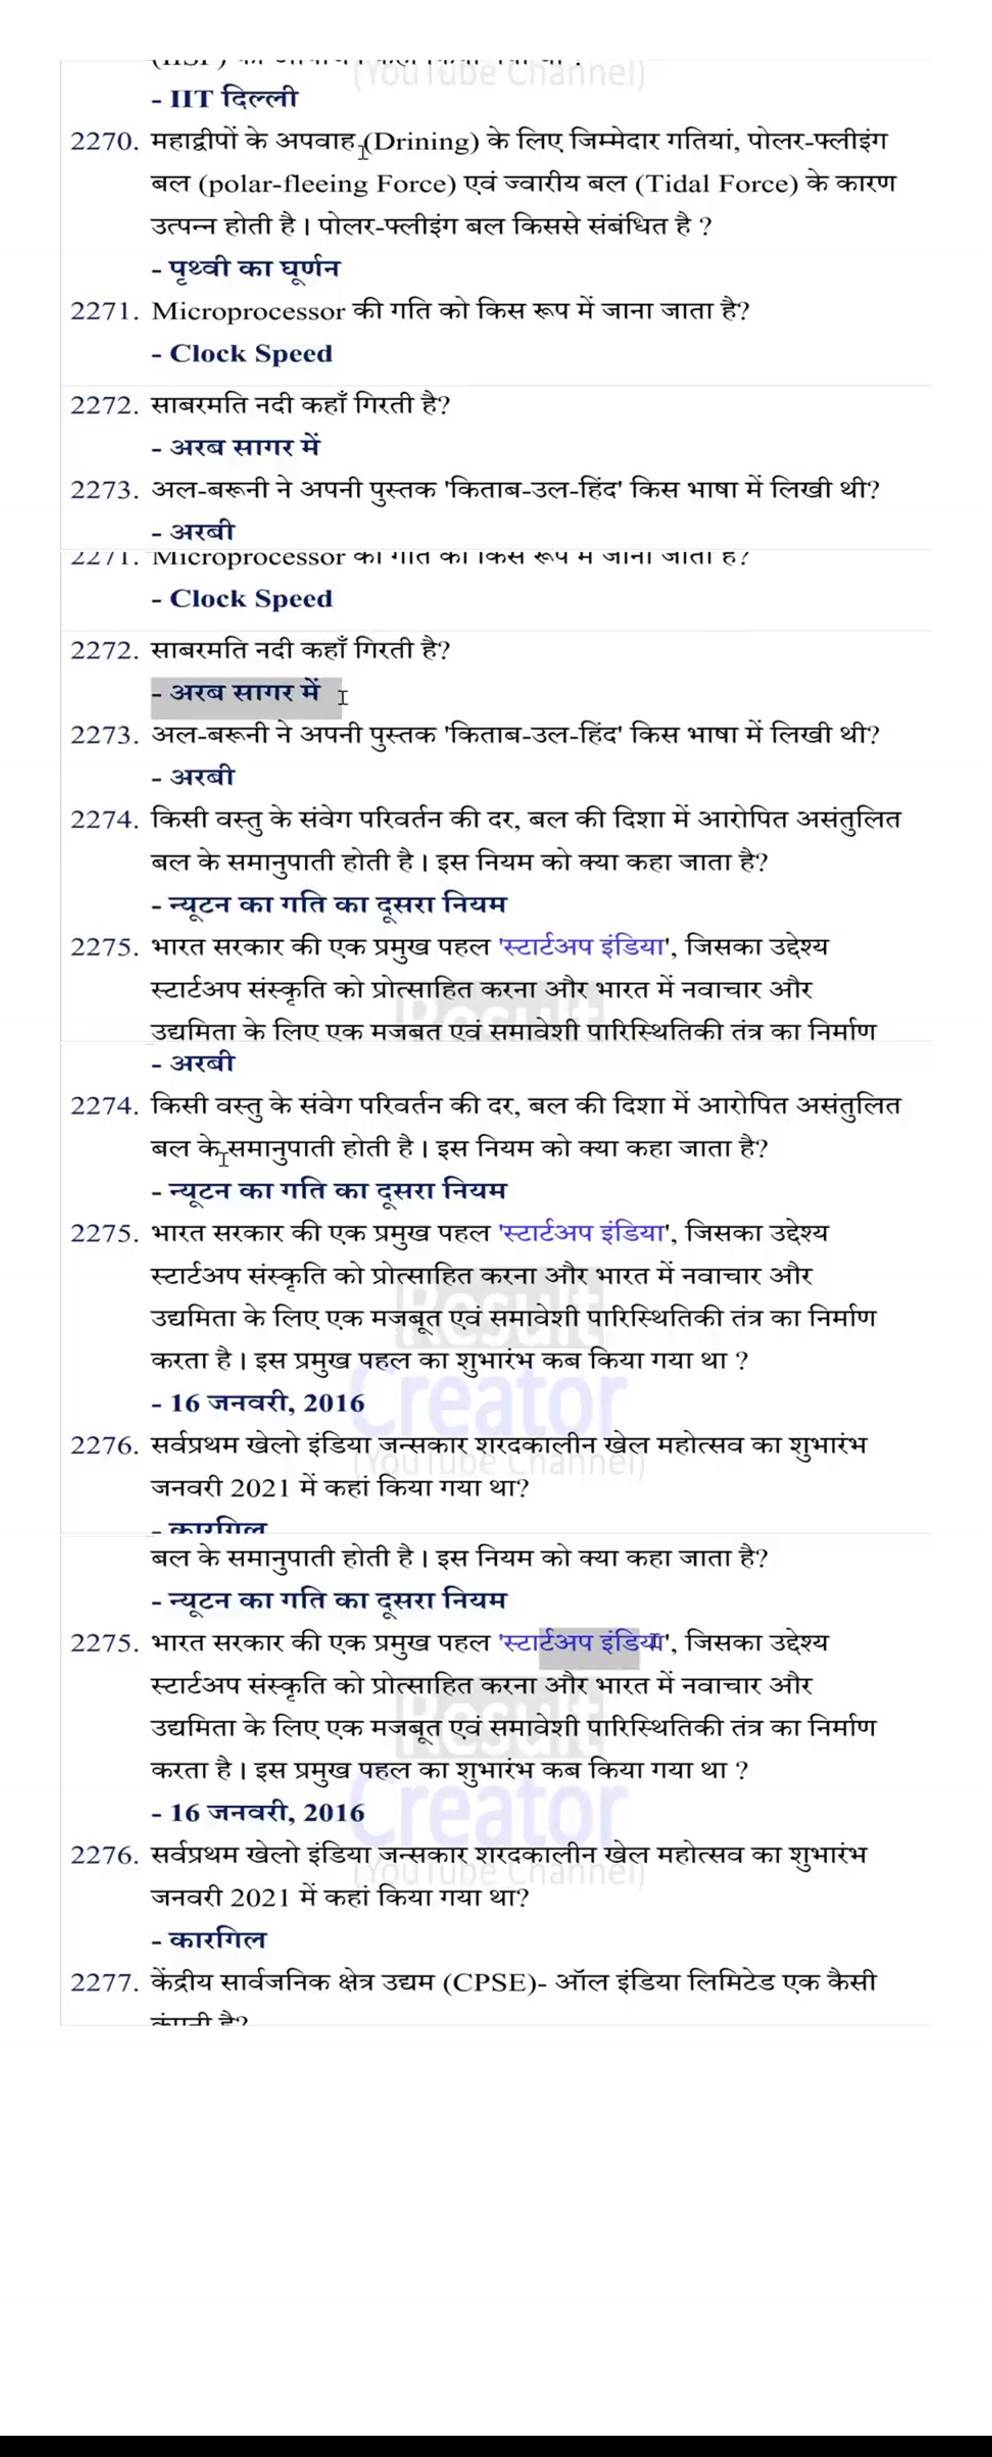 (YouTube Channel)
- IIT दिल्ली
2270. महाद्वीपों के अपवाह (Drining) के लिए जिम्मेदार गतियां, पोलर-फ्लीइंग
बल (polar-fleeing Force) एवं ज्वारीय बल (Tidal Force) के कारण
उत्पन्न होती है। पोलर-फ्लीइंग बल किससे संबंधित है ?
- पृथ्वी का घूर्णन
2271. Microprocessor की गति को किस रूप में जाना जाता है?
- Clock Speed
2272. साबरमति नदी कहाँ गिरती है?
- अरब सागर में
2273. अल-बरूनी ने अपनी पुस्तक 'किताब-उल-हिंद' किस भाषा में लिखी थी?
- अरबी
2271. Microprocessor की गति को किस रूप में जाना जाता है?
- Clock Speed
2272. साबरमति नदी कहाँ गिरती है?
- अरब सागर में
2273. अल-बरूनी ने अपनी पुस्तक 'किताब-उल-हिंद' किस भाषा में लिखी थी?
- अरबी
2274. किसी वस्तु के संवेग परिवर्तन की दर, बल की दिशा में आरोपित असंतुलित
बल के समानुपाती होती है। इस नियम को क्या कहा जाता है?
- न्यूटन का गति का दूसरा नियम
2275. भारत सरकार की एक प्रमुख पहल 'स्टार्टअप इंडिया', जिसका उद्देश्य
स्टार्टअप संस्कृति को प्रोत्साहित करना और भारत में नवाचार और
Result
उद्यमिता के लिए एक मजबूत एवं समावेशी पारिस्थितिकी तंत्र का निर्माण
- अरबी
2274. किसी वस्तु के संवेग परिवर्तन की दर, बल की दिशा में आरोपित असंतुलित
बल के समानुपाती होती है। इस नियम को क्या कहा जाता है?
- न्यूटन का गति का दूसरा नियम
2275. भारत सरकार की एक प्रमुख पहल 'स्टार्टअप इंडिया', जिसका उद्देश्य
स्टार्टअप संस्कृति को प्रोत्साहित करना और भारत में नवाचार और
Result
उद्यमिता के लिए एक मजबूत एवं समावेशी पारिस्थितिकी तंत्र का निर्माण
करता है। इस प्रमुख पहल का शुभारंभ कब किया गया था ?
Creator
- 16 जनवरी, 2016
2276. सर्वप्रथम खेलो इंडिया जन्सकार शरदकालीन खेल महोत्सव का शुभारंभ
(YouTube Channel)
जनवरी 2021 में कहां किया गया था?
- कारगिल
बल के समानुपाती होती है। इस नियम को क्या कहा जाता है?
- न्यूटन का गति का दूसरा नियम
2275. भारत सरकार की एक प्रमुख पहल 'स्टार्टअप इंडिया', जिसका उद्देश्य
स्टार्टअप संस्कृति को प्रोत्साहित करना और भारत में नवाचार और
Result
उद्यमिता के लिए एक मजबूत एवं समावेशी पारिस्थितिकी तंत्र का निर्माण
करता है। इस प्रमुख पहल का शुभारंभ कब किया गया था ?
Creator
- 16 जनवरी, 2016
2276. सर्वप्रथम खेलो इंडिया जन्सकार शरदकालीन खेल महोत्सव का शुभारंभ
(YouTube Channel)
जनवरी 2021 में कहां किया गया था?
- कारगिल
2277. केंद्रीय सार्वजनिक क्षेत्र उद्यम (CPSE)- ऑल इंडिया लिमिटेड एक कैसी
कंपनी है?